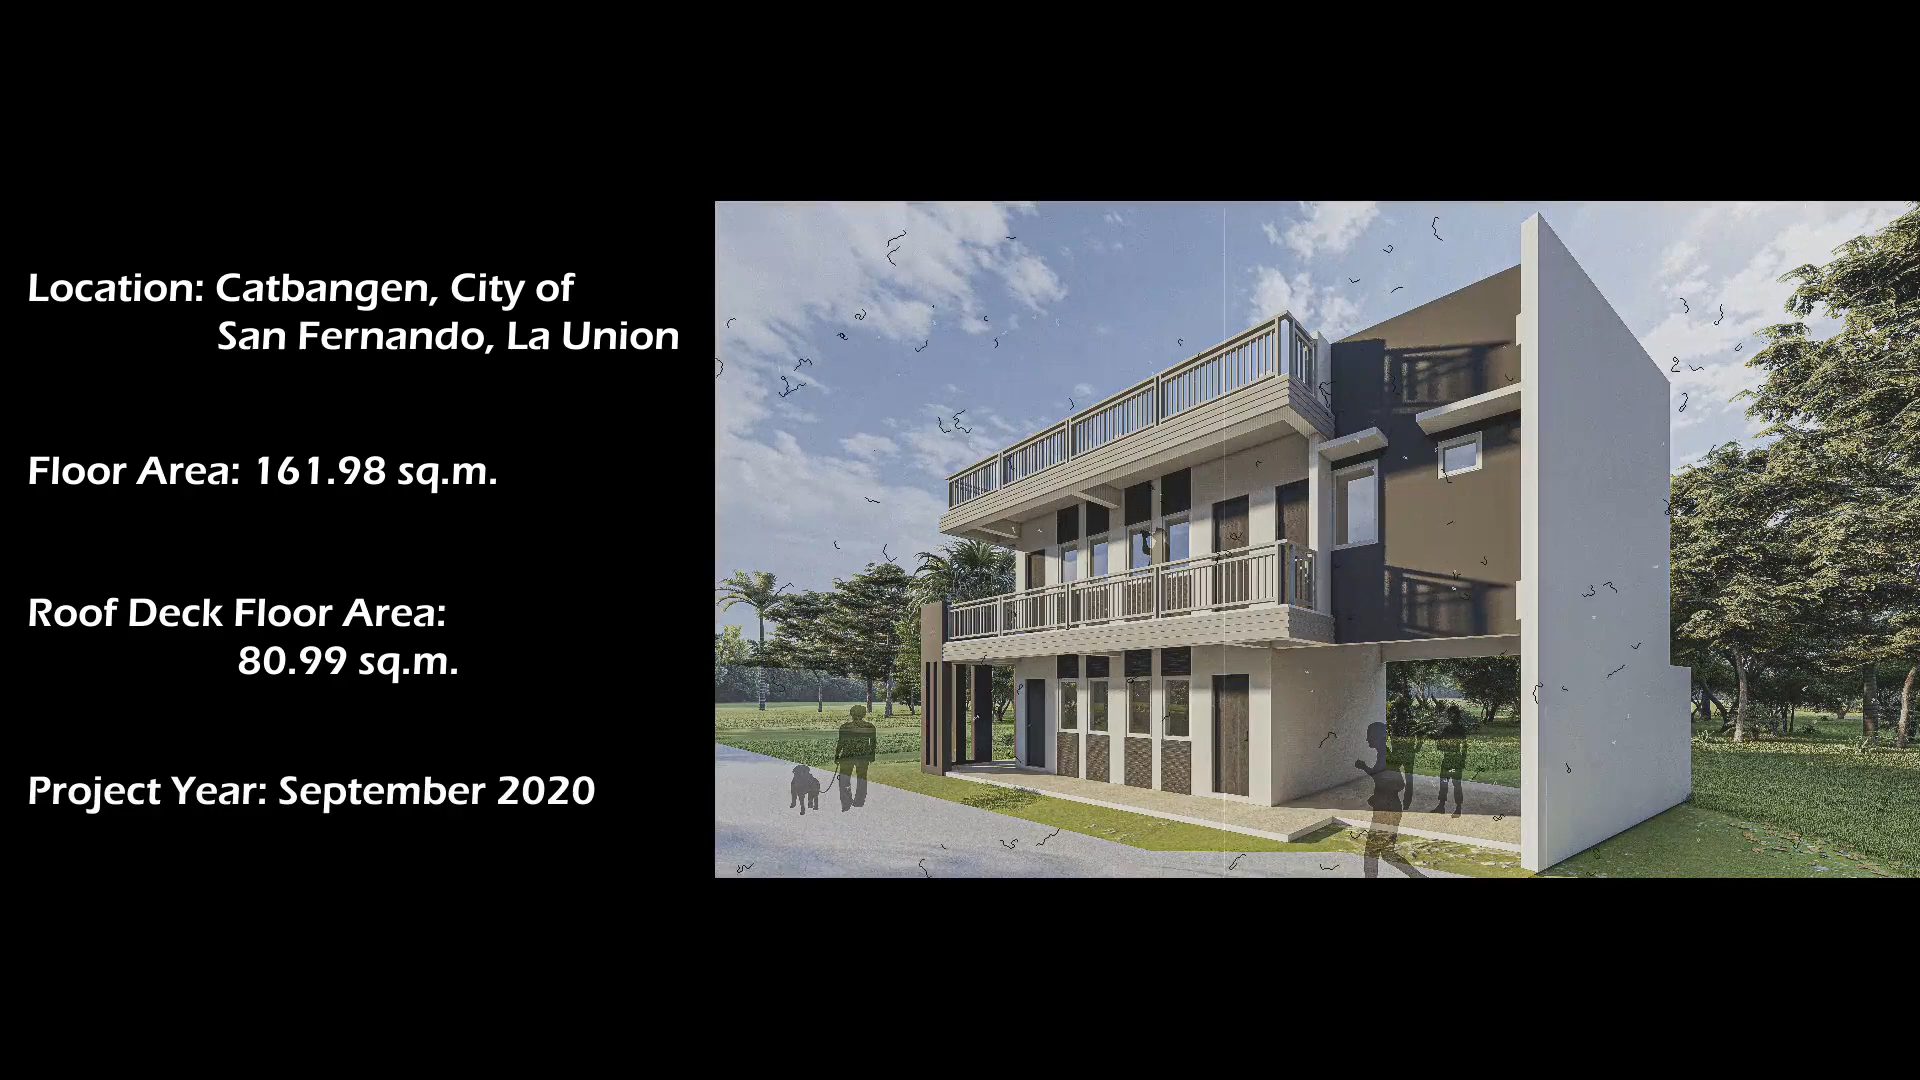 Location: Catbangen, City of
San Fernando, La Union
Floor Area: 161.98 sq.m.
Roof Deck Floor Area:
80.99 sq.m.
Project Year: September 2020